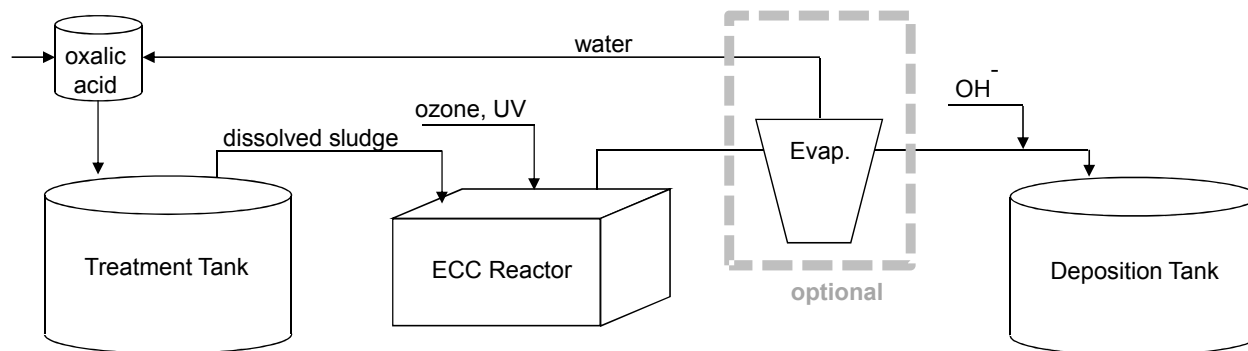 oxalic
acid
water
OH-
ozone, UV
dissolved sludge
Evap.
Treatment Tank
ECC Reactor
Deposition Tank
optional